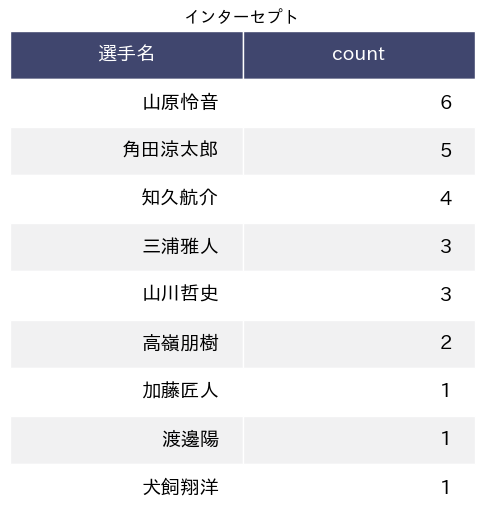 インターセプト
選手名 count
山原怜音 6
角田涼太郎 5
知久航介 4
三浦雅人 3
山川哲史 3
高嶺朋樹 2
加藤匠人 1
渡邊陽 1
犬飼翔洋 1